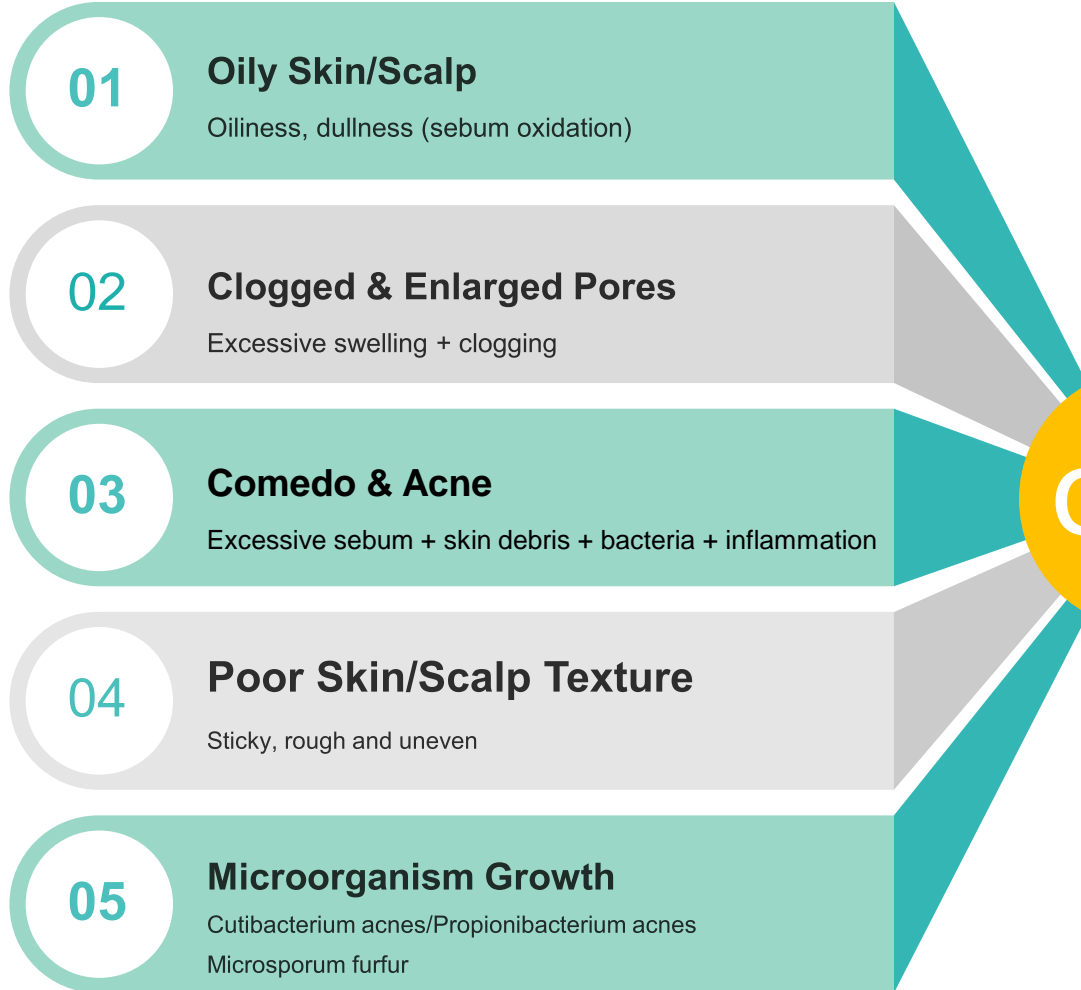 01
Oily Skin/Scalp
Oiliness, dullness (sebum oxidation)
02
Clogged & Enlarged Pores
Excessive swelling + clogging
03
Comedo & Acne
Excessive sebum + skin debris + bacteria + inflammation
04
Poor Skin/Scalp Texture
Sticky, rough and uneven
05
Microorganism Growth
Cutibacterium acnes/Propionibacterium acnes
Microsporum furfur